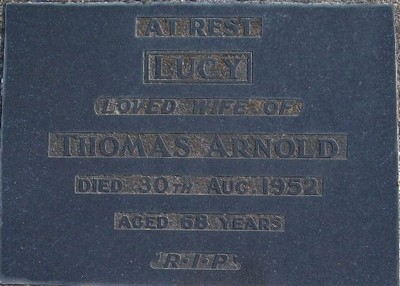 AT REST
LUCY
LOVED WIFE OF
THOMAS ARNOLD
DIED 30TH AUG. 1952
AGED 68 YEARS
R·I·P